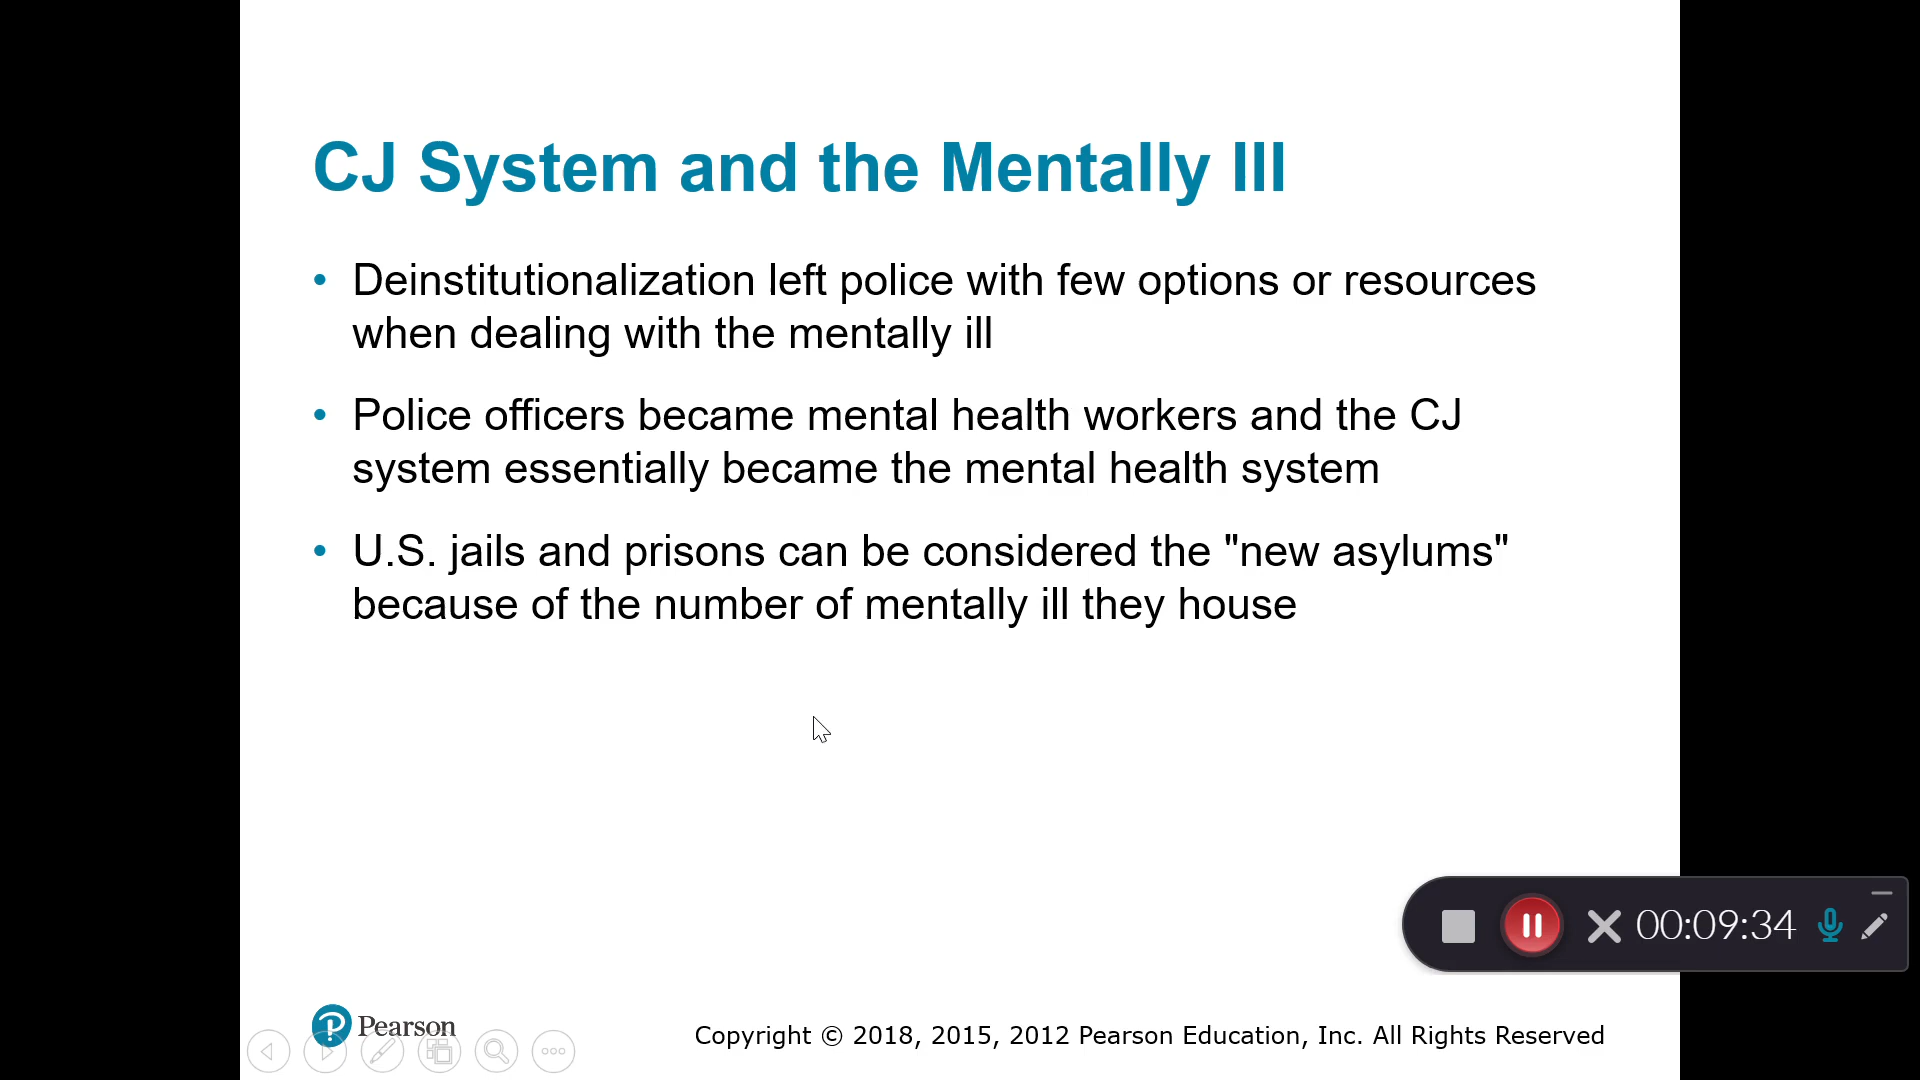 CJ System and the Mentally Ill
• Deinstitutionalization left police with few options or resources
when dealing with the mentally ill
• Police officers became mental health workers and the CJ
system essentially became the mental health system
• U.S. jails and prisons can be considered the "new asylums"
because of the number of mentally ill they house
00:09:34
Pearson
Copyright © 2018, 2015, 2012 Pearson Education, Inc. All Rights Reserved